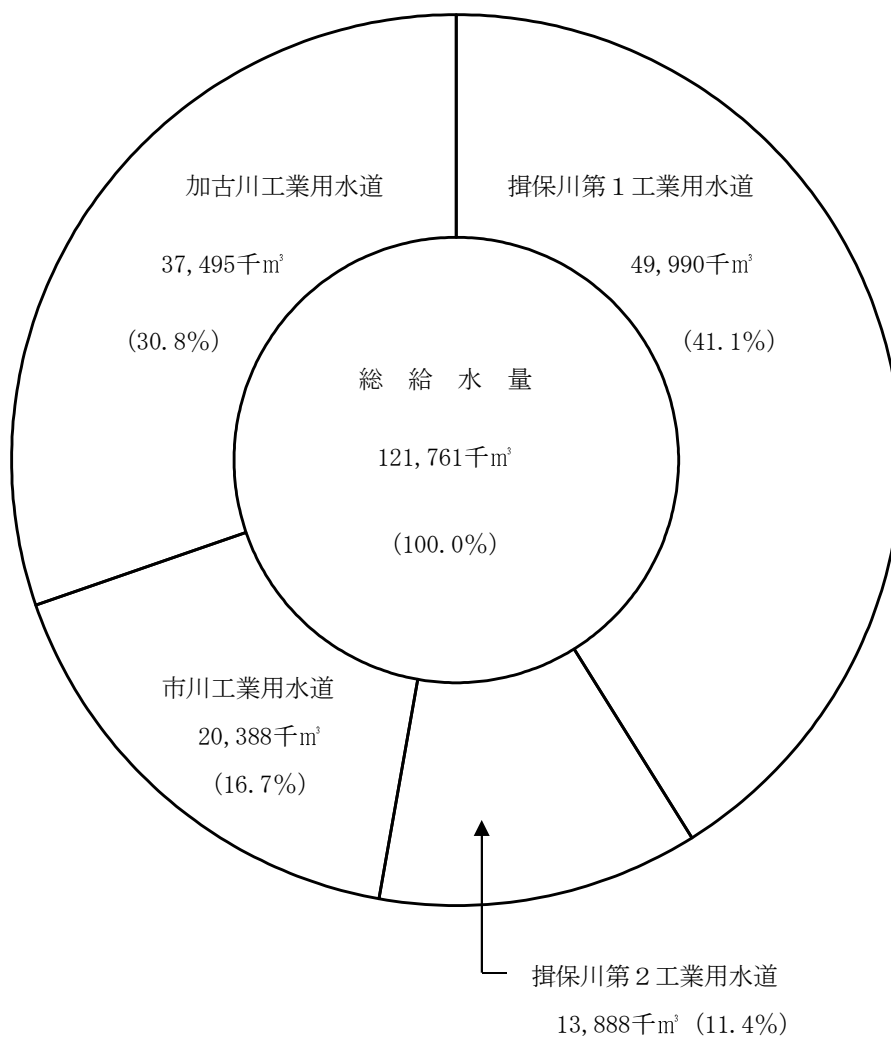 加古川工業用水道
37,495千㎥
(30.8%)
揖保川第１工業用水道
49,990千㎥
(41.1%)
総　給　水　量
121,761千㎥
(100.0%)
市川工業用水道
20,388千㎥
(16.7%)
揖保川第２工業用水道
13,888千㎥ (11.4%)